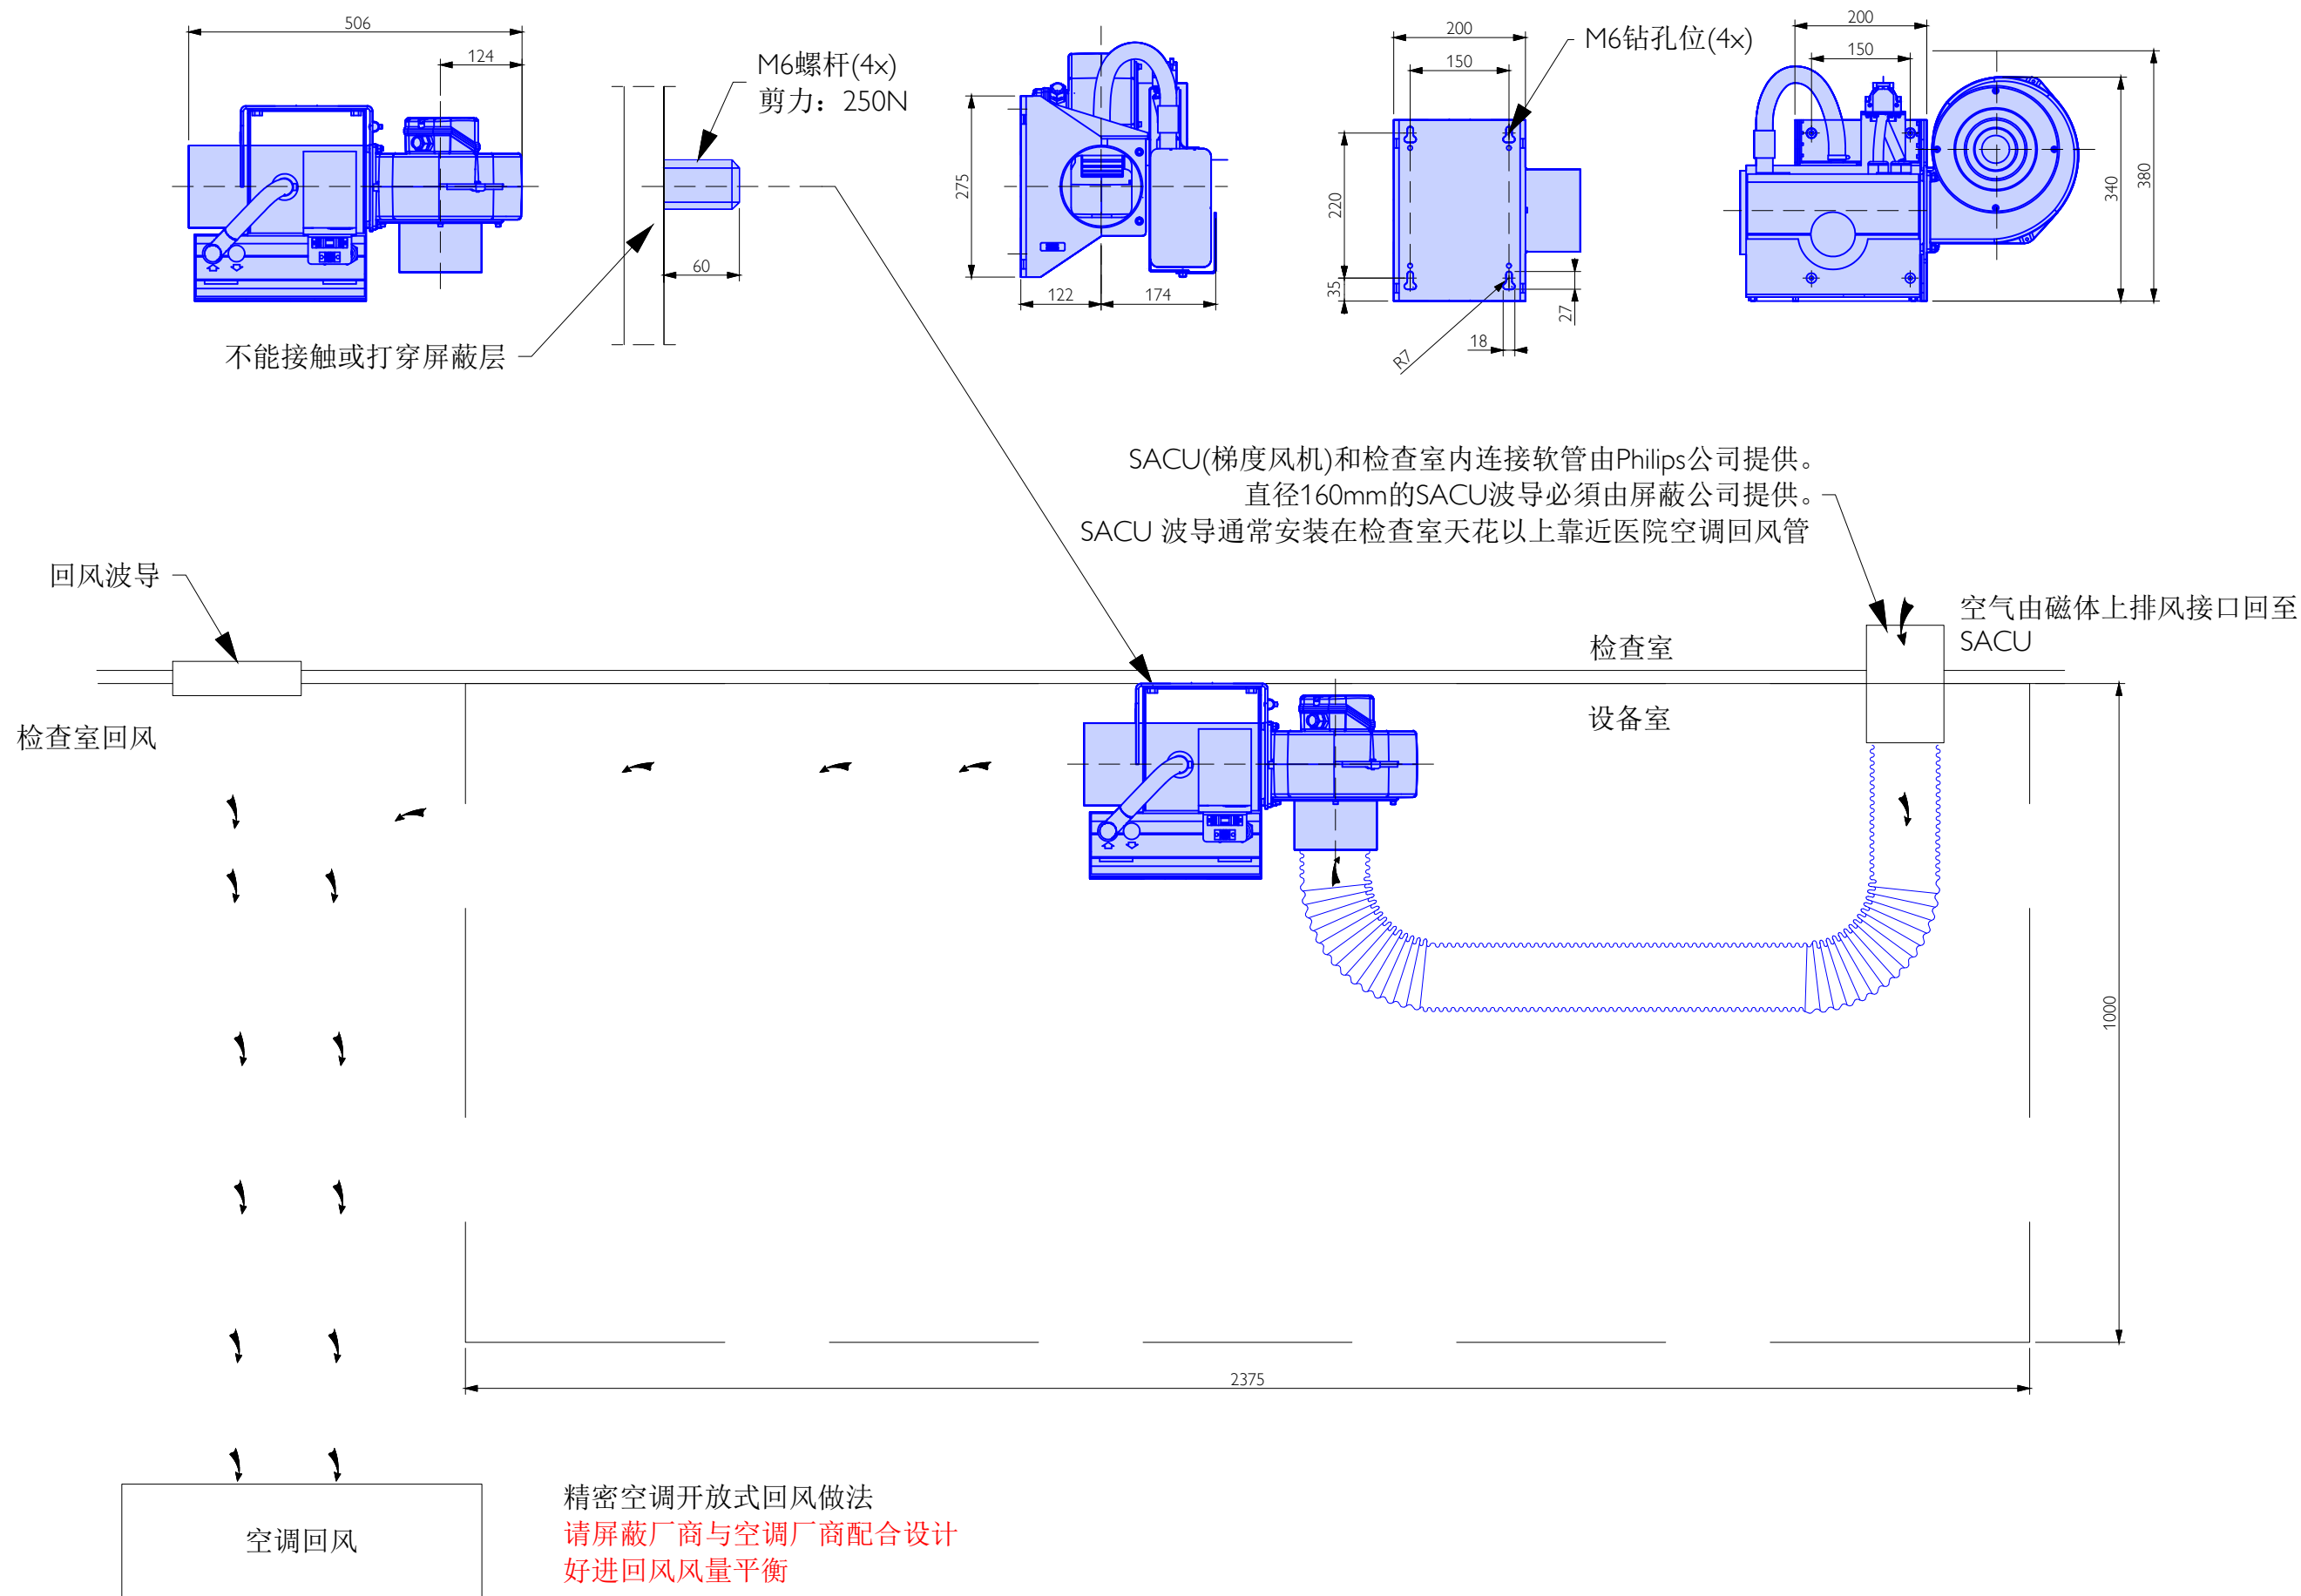 506
124
M6螺杆(4x)
剪力：250N
60
不能接触或打穿屏蔽层
275
122
174
200
150
M6钻孔位(4x)
220
35
27
18
R7
200
150
340
380
SACU(梯度风机)和检查室内连接软管由Philips公司提供。
直径160mm的SACU波导必須由屏蔽公司提供。
SACU 波导通常安装在检查室天花以上靠近医院空调回风管
回风波导
空气由磁体上排风接口回至
SACU
检查室
设备室
检查室回风
1000
2375
空调回风
精密空调开放式回风做法
请屏蔽厂商与空调厂商配合设计
好进回风风量平衡